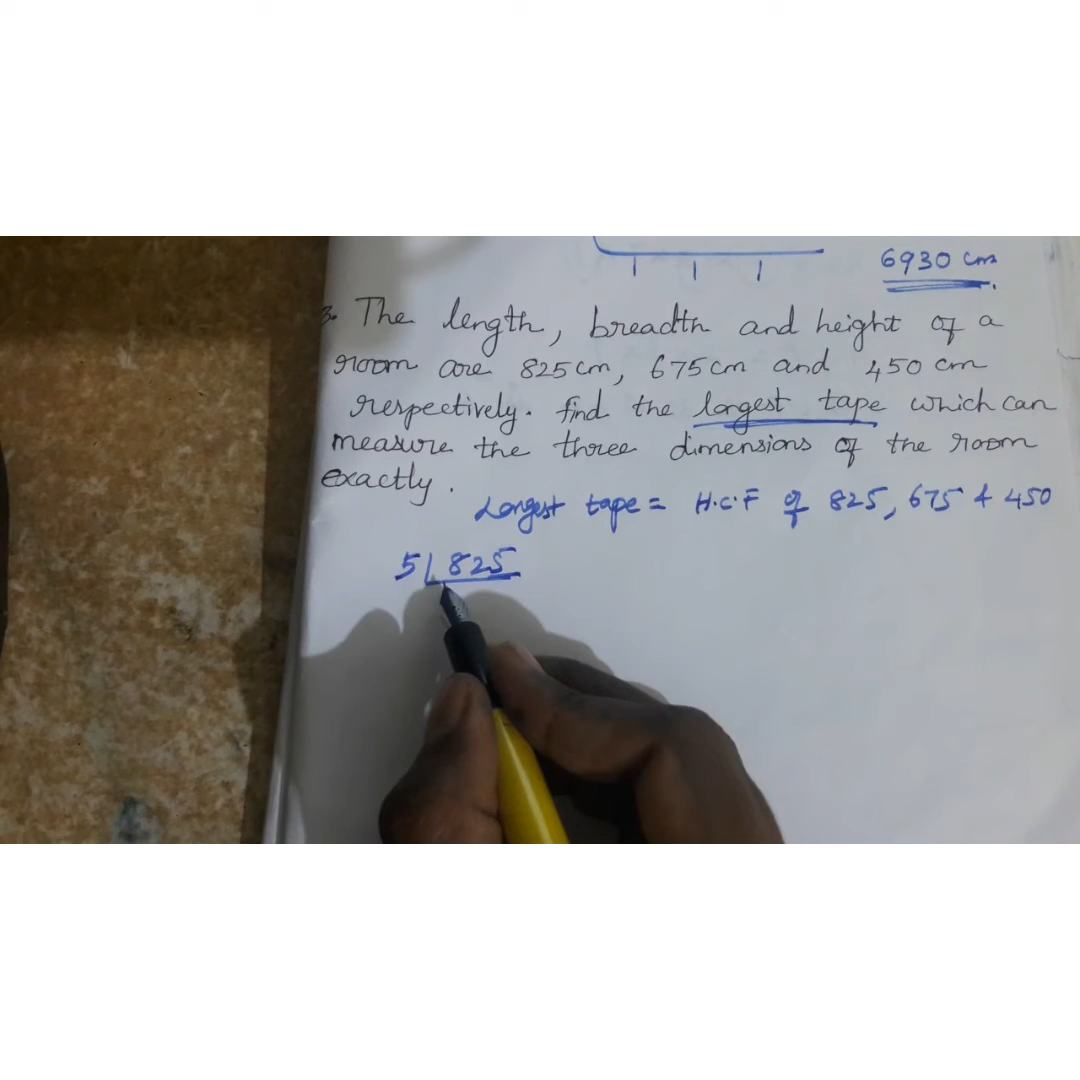 6930 cm
3. The length, breadth and height of a
room are 825 cm, 675 cm and 450 cm
respectively. find the largest tape which can
measure the three dimensions of the room
exactly.
Longest tape = H.C.F of 825, 675 & 450
5 825